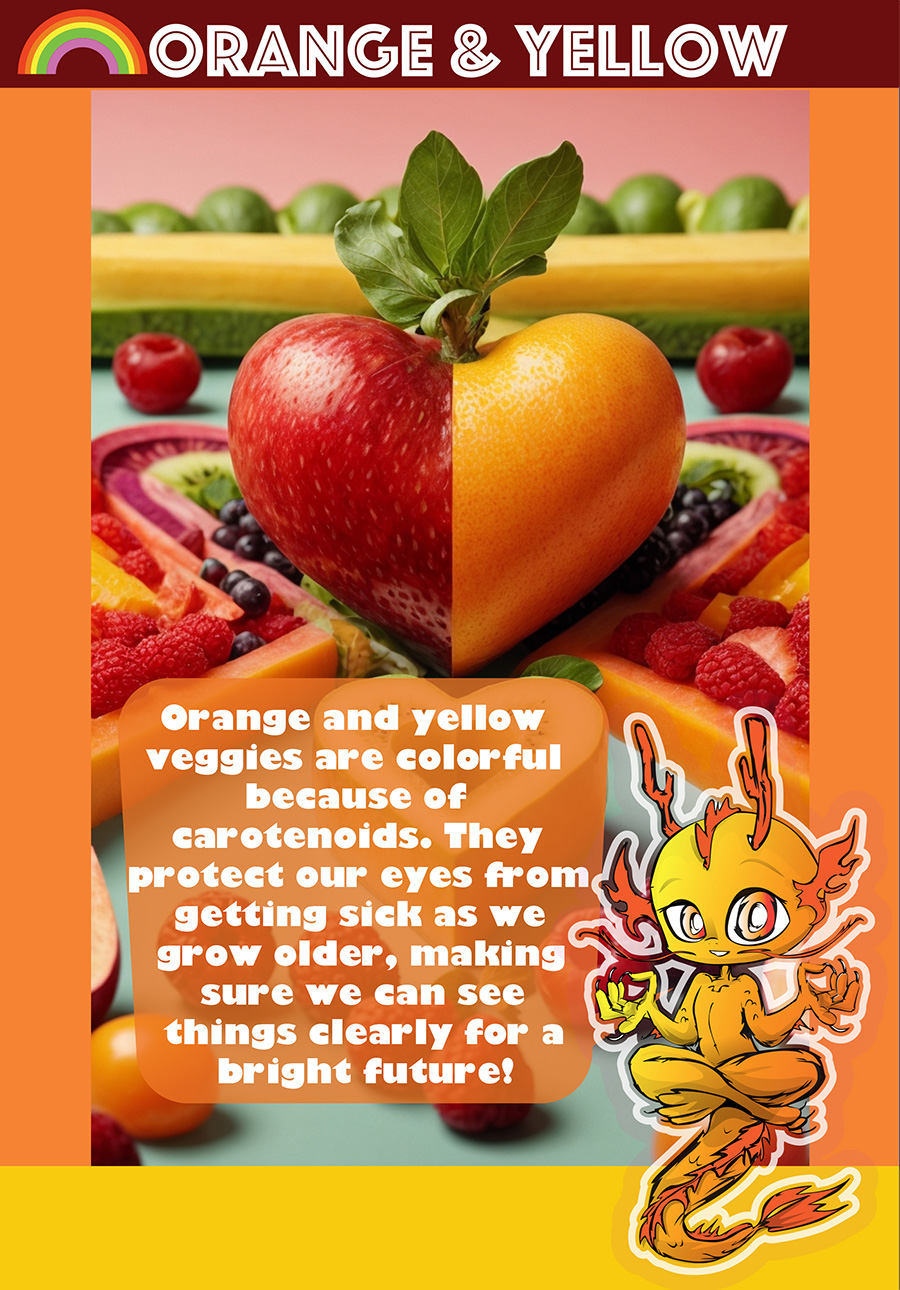 ORANGE & YELLOW
Orange and yellow
veggies are colorful
because of
carotenoids. They
protect our eyes from
getting sick as we
grow older, making
sure we can see
things clearly for a
bright future!